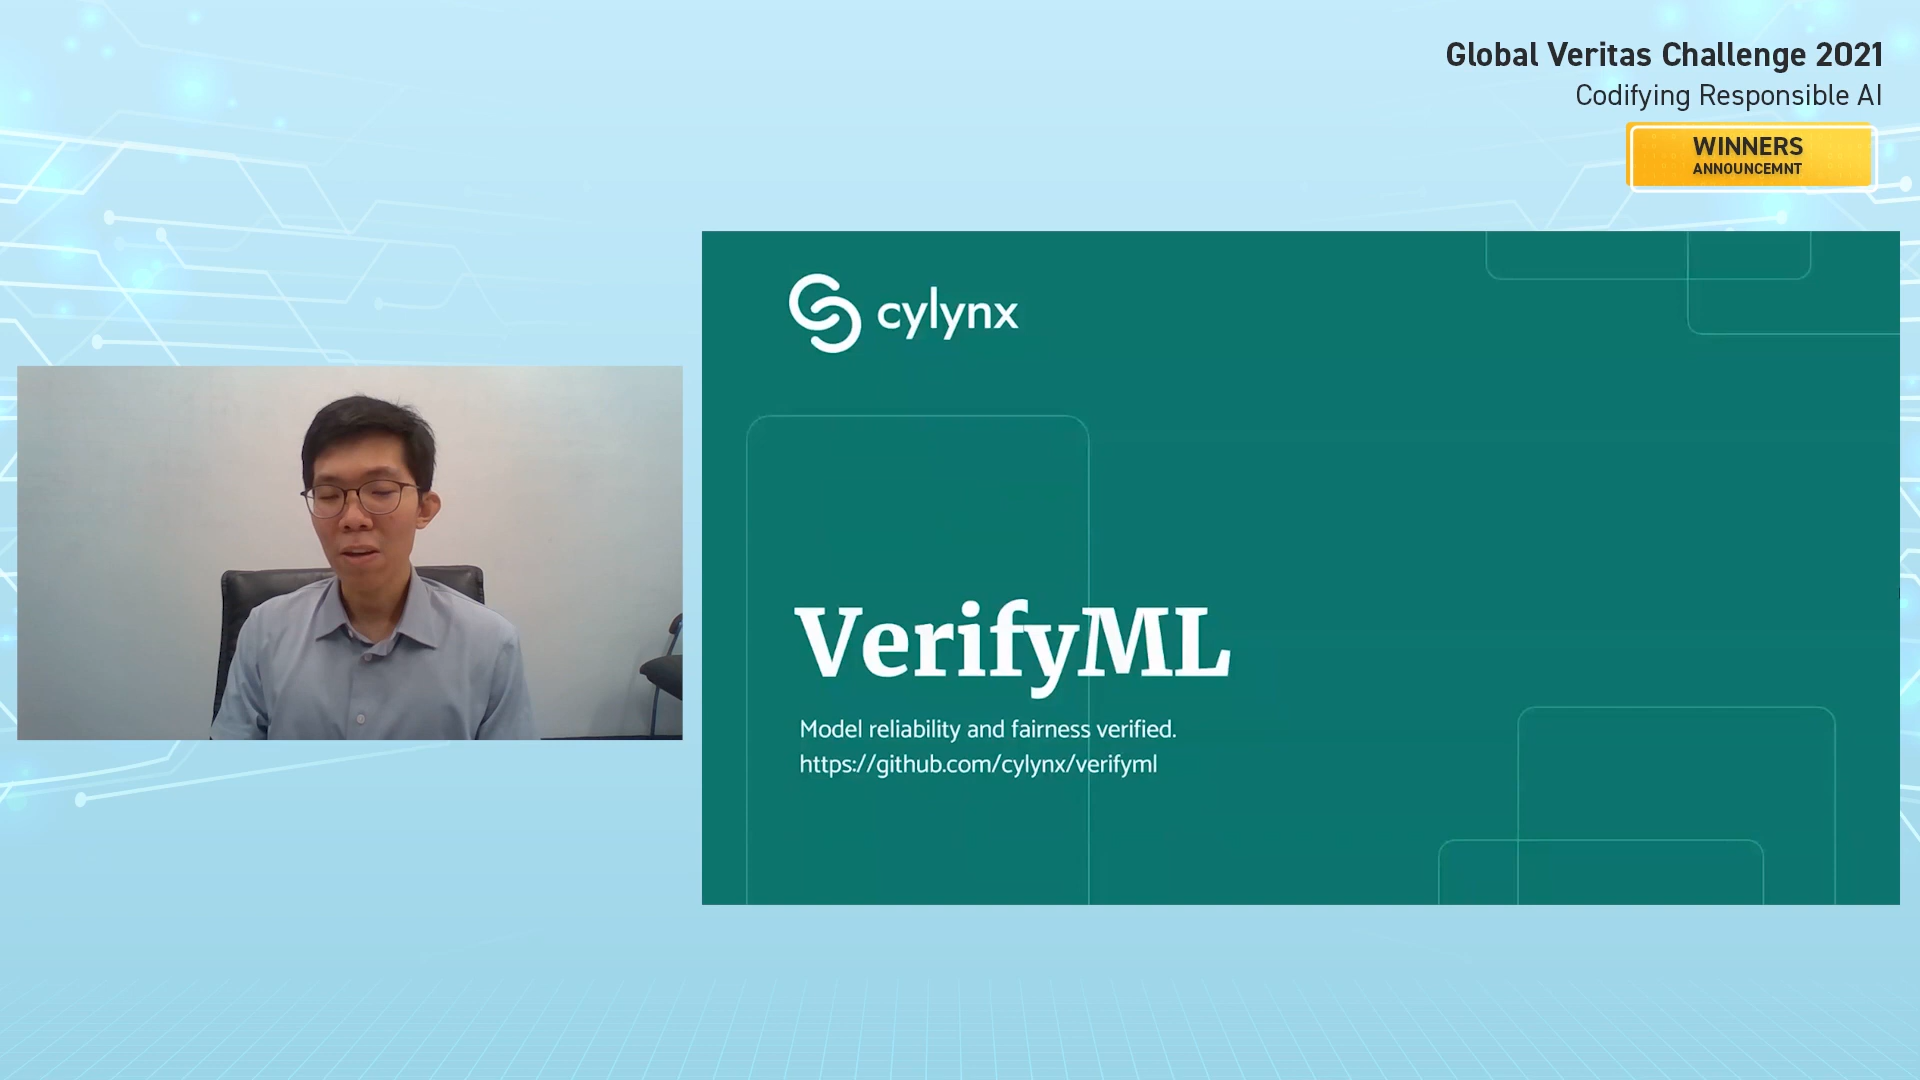 Global Veritas Challenge 2021
Codifying Responsible AI
WINNERS
ANNOUNCEMNT
cylynx
VerifyML
Model reliability and fairness verified.
https://github.com/cylynx/verifyml